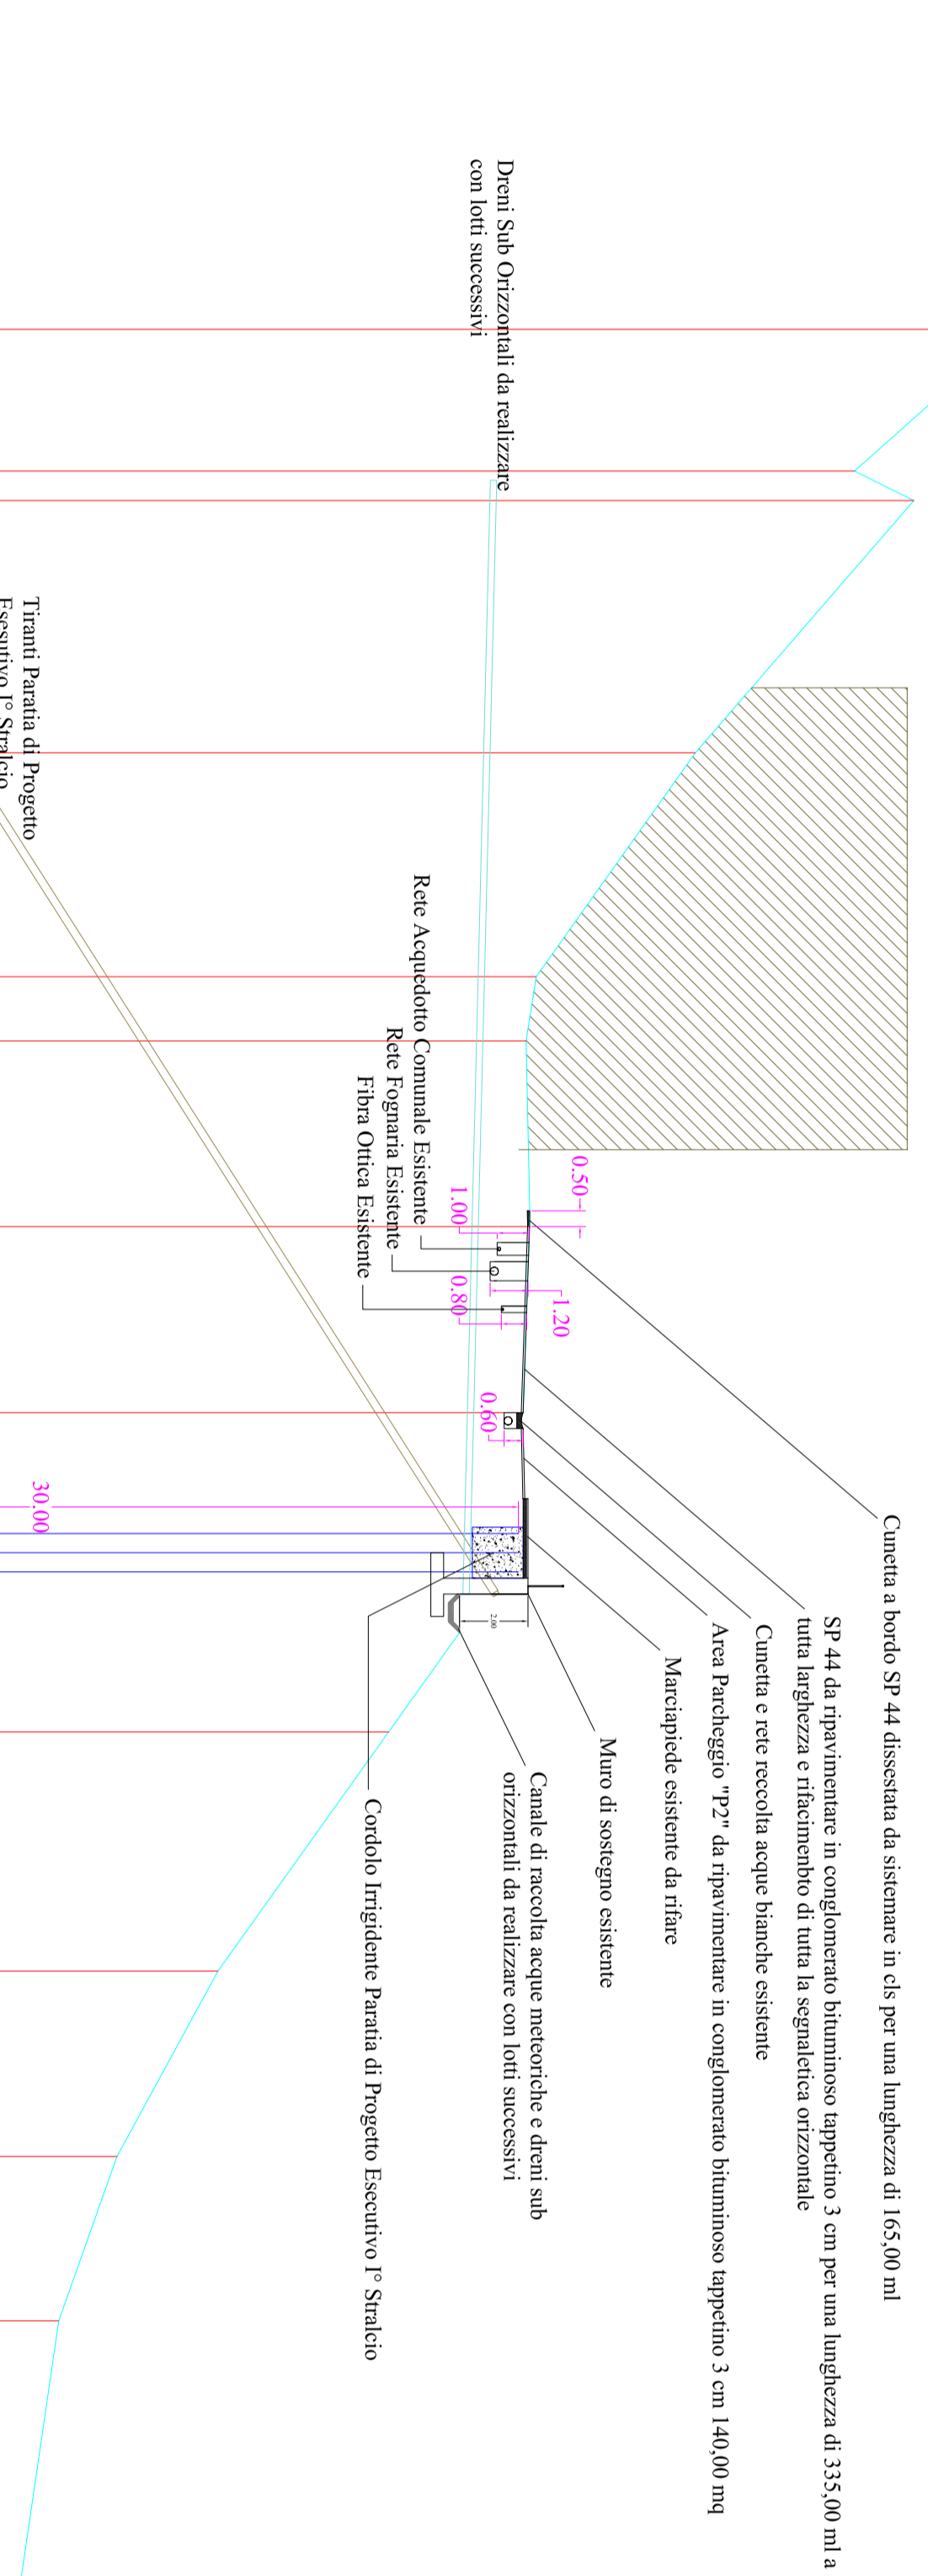 Cunetta a bordo SP 44 dissestata da sistemare in cls per una lunghezza di 165,00 ml
SP 44 da ripavimentare in conglomerato bituminoso tappetino 3 cm per una lunghezza di 335,00 ml a
tutta larghezza e rifacimenbto di tutta la segnaletica orizzontale
Cunetta e rete reccolta acque bianche esistente
Area Parcheggio "P2" da ripavimentare in conglomerato bituminoso tappetino 3 cm 140,00 mq
Marciapiede esistente da rifare
Muro di sostegno esistente
Canale di raccolta acque meteoriche e dreni sub
orizzontali da realizzare con lotti successivi
Cordolo Irrigidente Paratia di Progetto Esecutivo I° Stralcio
0.50
1.20
1.00
0.80
0.60
2.00
30.00
Dreni Sub Orizzontali da realizzare
con lotti successivi
Rete Acquedotto Comunale Esistente
Rete Fognaria Esistente
Fibra Ottica Esistente
Tiranti Paratia di Progetto
Esesutivo I° Stralcio